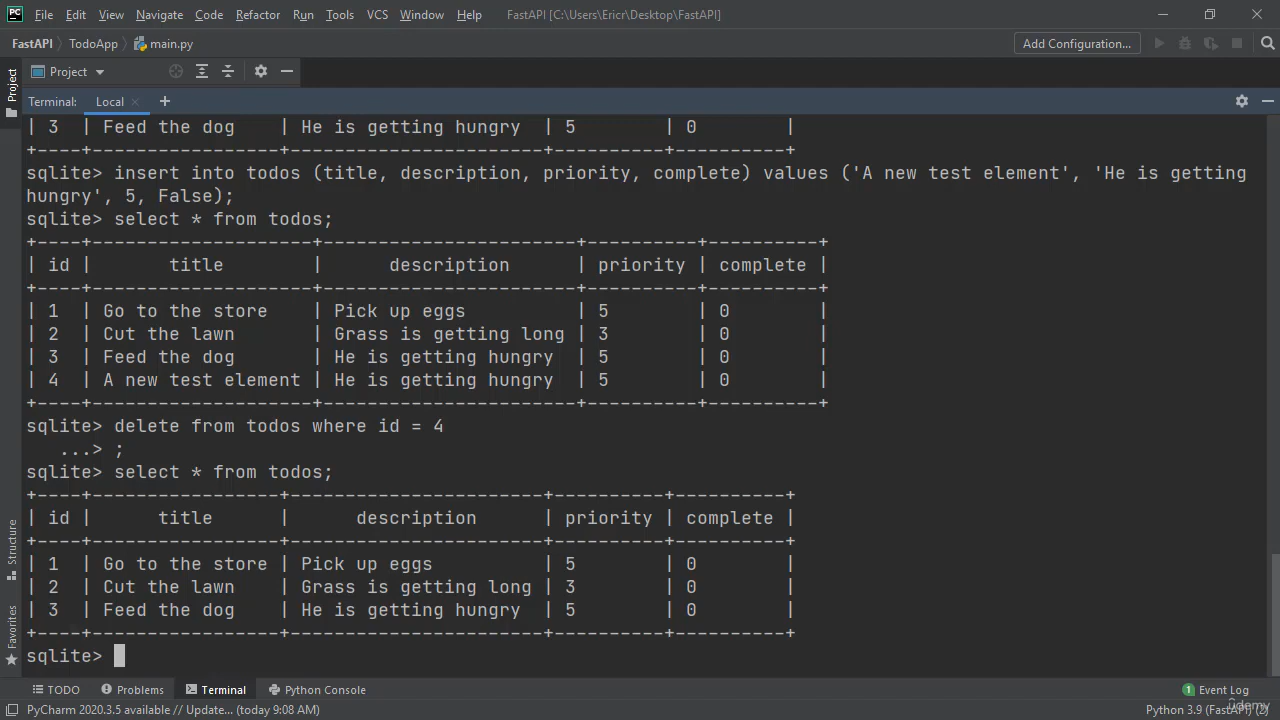 File Edit View Navigate Code Refactor Run Tools VCS Window Help FastAPI [C:\Users\Ericr\Desktop\FastAPI]
FastAPI TodoApp main.py Add Configuration...
Project
Project
Terminal: Local × +
| 3  | Feed the dog    | He is getting hungry  | 5        | 0        |
+----+-----------------+-----------------------+----------+----------+
sqlite> insert into todos (title, description, priority, complete) values ('A new test element', 'He is getting
hungry', 5, False);
sqlite> select * from todos;
+----+--------------------+-----------------------+----------+----------+
| id |       title        |      description      | priority | complete |
+----+--------------------+-----------------------+----------+----------+
| 1  | Go to the store    | Pick up eggs          | 5        | 0        |
| 2  | Cut the lawn       | Grass is getting long | 3        | 0        |
| 3  | Feed the dog       | He is getting hungry  | 5        | 0        |
| 4  | A new test element | He is getting hungry  | 5        | 0        |
+----+--------------------+-----------------------+----------+----------+
sqlite> delete from todos where id = 4
   ...> ;
sqlite> select * from todos;
+----+-----------------+-----------------------+----------+----------+
| id |      title      |      description      | priority | complete |
+----+-----------------+-----------------------+----------+----------+
| 1  | Go to the store | Pick up eggs          | 5        | 0        |
| 2  | Cut the lawn    | Grass is getting long | 3        | 0        |
| 3  | Feed the dog    | He is getting hungry  | 5        | 0        |
+----+-----------------+-----------------------+----------+----------+
sqlite>
Structure
Favorites
TODO Problems Terminal Python Console 1 Event Log
PyCharm 2020.3.5 available // Update... (today 9:08 AM) Python 3.9 (FastAPI) (2)
Udemy